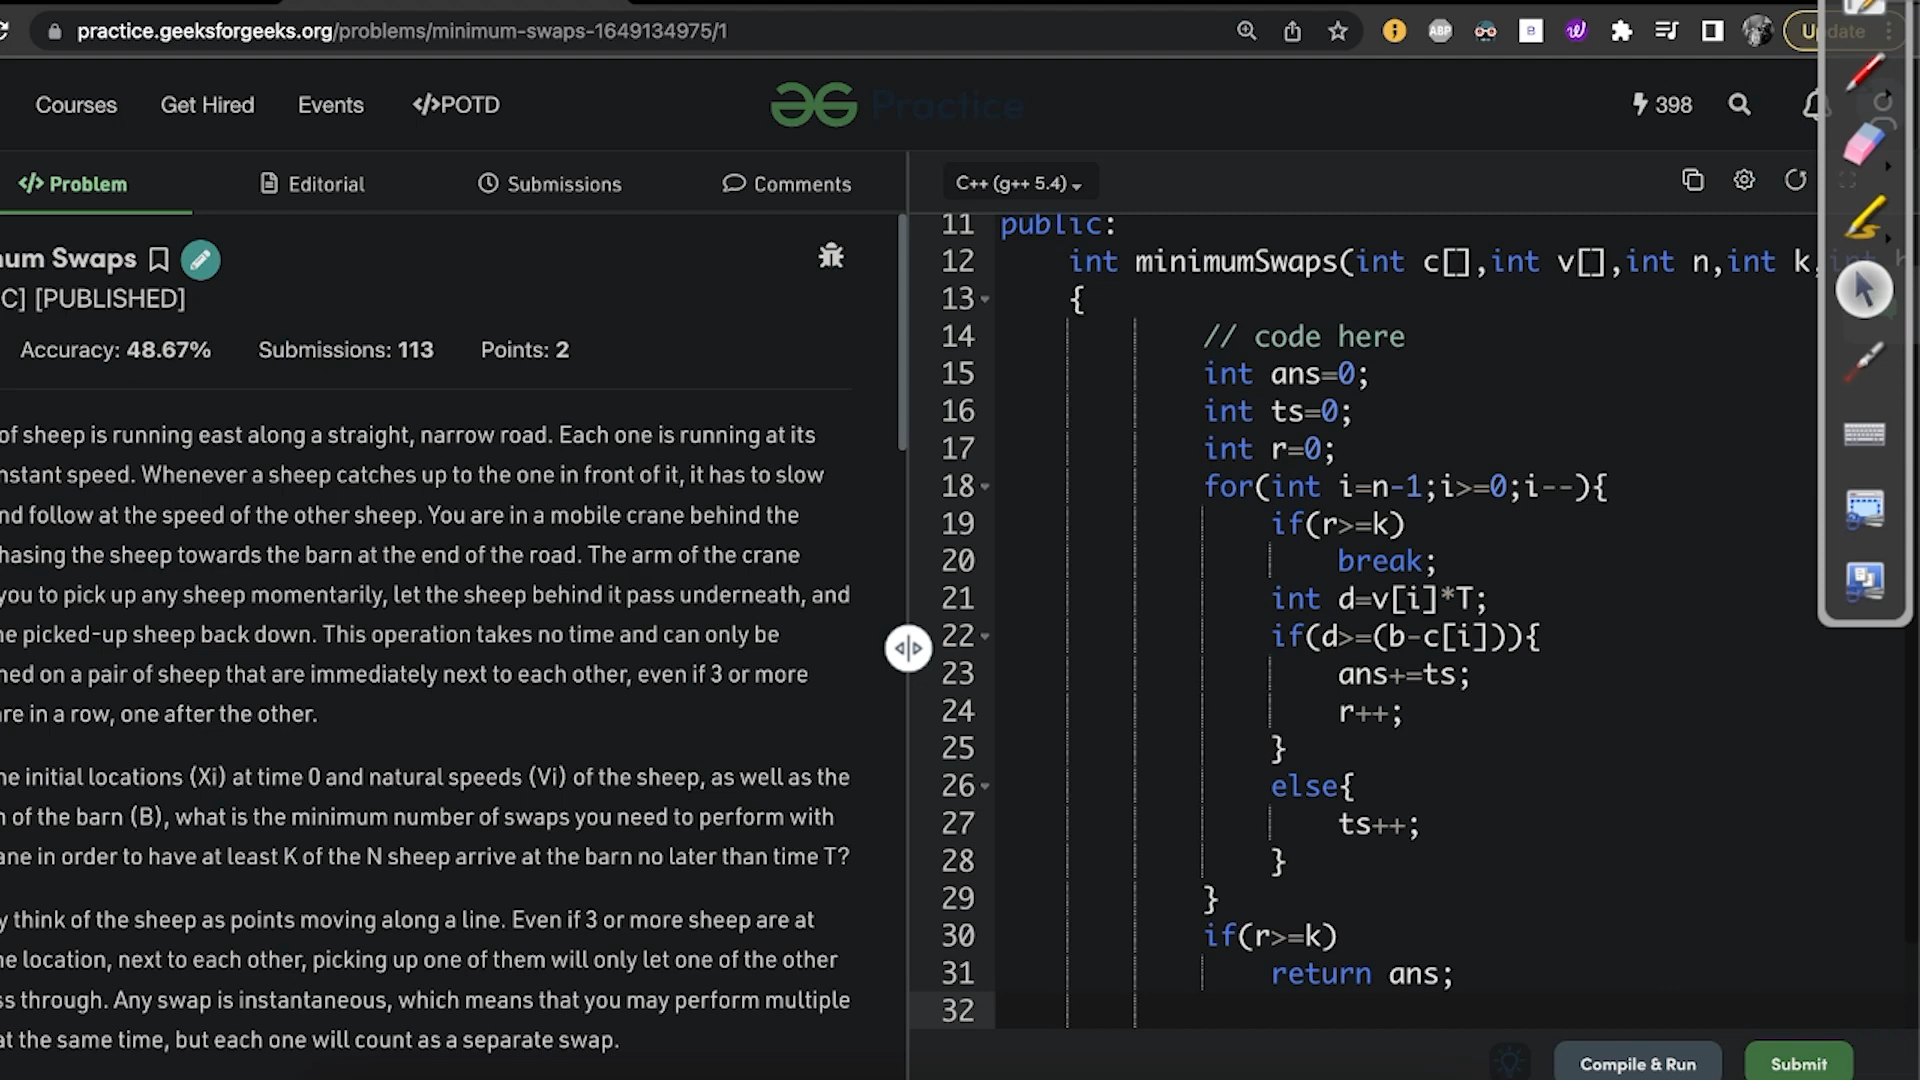 practice.geeksforgeeks.org/problems/minimum-swaps-1649134975/1
ABP
B
Update
Courses
Get Hired
Events
</>POTD
Practice
398
</> Problem
Editorial
Submissions
Comments
C++ (g++ 5.4)
um Swaps
C] [PUBLISHED]
Accuracy: 48.67%
Submissions: 113
Points: 2
of sheep is running east along a straight, narrow road. Each one is running at its
nstant speed. Whenever a sheep catches up to the one in front of it, it has to slow
nd follow at the speed of the other sheep. You are in a mobile crane behind the
hasing the sheep towards the barn at the end of the road. The arm of the crane
you to pick up any sheep momentarily, let the sheep behind it pass underneath, and
he picked-up sheep back down. This operation takes no time and can only be
med on a pair of sheep that are immediately next to each other, even if 3 or more
re in a row, one after the other.
he initial locations (Xi) at time 0 and natural speeds (Vi) of the sheep, as well as the
n of the barn (B), what is the minimum number of swaps you need to perform with
ane in order to have at least K of the N sheep arrive at the barn no later than time T?
y think of the sheep as points moving along a line. Even if 3 or more sheep are at
he location, next to each other, picking up one of them will only let one of the other
ss through. Any swap is instantaneous, which means that you may perform multiple
at the same time, but each one will count as a separate swap.
11 public:
12 int minimumSwaps(int c[],int v[],int n,int k,int
13 {
14 // code here
15 int ans=0;
16 int ts=0;
17 int r=0;
18 for(int i=n-1;i>=0;i--){
19 if(r>=k)
20 break;
21 int d=v[i]*T;
22 if(d>=(b-c[i])){
23 ans+=ts;
24 r++;
25 }
26 else{
27 ts++;
28 }
29 }
30 if(r>=k)
31 return ans;
32
Compile & Run
Submit